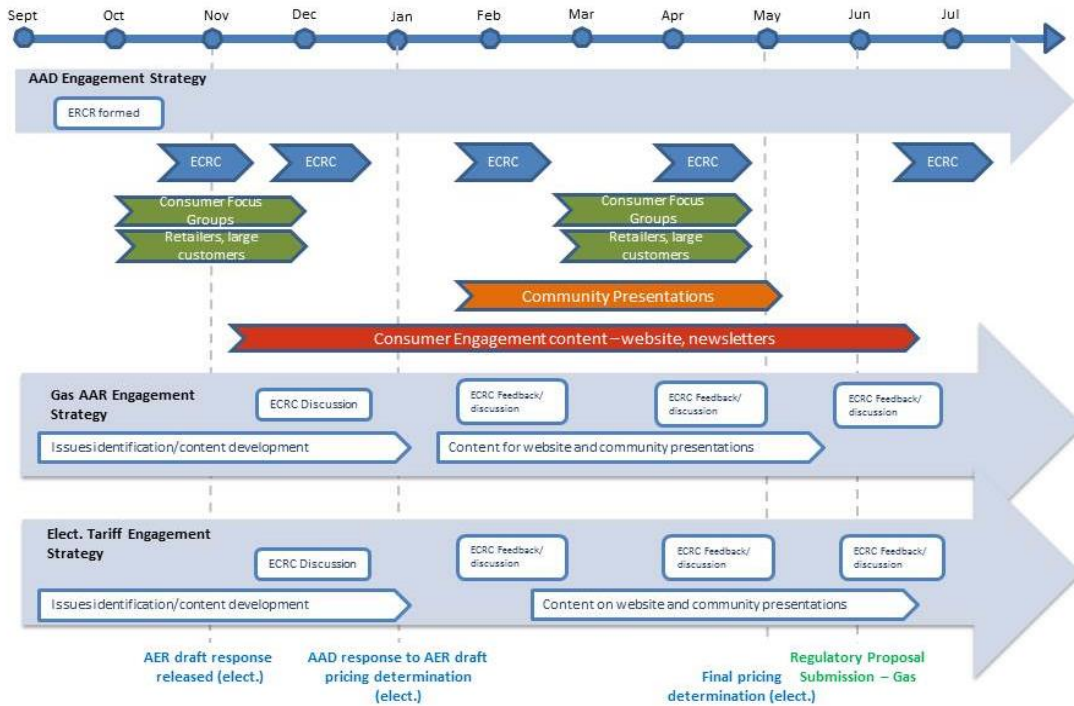 Sept Oct Nov Dec Jan Feb Mar Apr May Jun Jul
AAD Engagement Strategy
ERCR formed
ECRC ECRC ECRC ECRC ECRC
Consumer Focus
Groups
Consumer Focus
Groups
Retailers, large
customers
Retailers, large
customers
Community Presentations
Consumer Engagement content – website, newsletters
Gas AAR Engagement
Strategy
ECRC Discussion
ECRC Feedback/
discussion
ECRC Feedback/
discussion
ECRC Feedback/
discussion
Issues identification/content development
Content for website and community presentations
Elect. Tariff Engagement
Strategy
ECRC Discussion
ECRC Feedback/
discussion
ECRC Feedback/
discussion
ECRC Feedback/
discussion
Issues identification/content development
Content on website and community presentations
AER draft response
released (elect.)
AAD response to AER draft
pricing determination
(elect.)
Final pricing
determination (elect.)
Regulatory Proposal
Submission – Gas